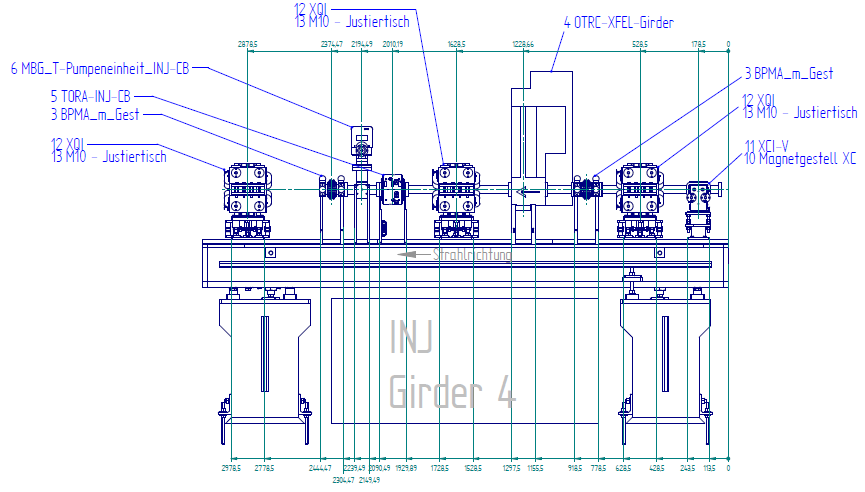 12 XQI
13 M10 - Justiertisch
4 OTRC-XFEL-Girder
2878,5 2374,47 2194,49 2010,19 1628,5 1228,66 528,5 178,5 0
6 MBG_T-Pumpeneinheit_INJ-CB
3 BPMA_m_Gest
5 TORA-INJ-CB
3 BPMA_m_Gest
12 XQI
13 M10 - Justiertisch
12 XQI
13 M10 - Justiertisch
11 XCI-V
10 Magnetgestell XC
Strahlrichtung
INJ
Girder 4
2978,5 2778,5 2444,47 2239,49 2090,49 1929,89 1728,5 1528,5 1297,5 1155,5 918,5 778,5 628,5 428,5 243,5 113,5 0
2304,47 2149,49